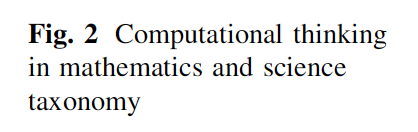 Fig. 2 Computational thinking
in mathematics and science
taxonomy